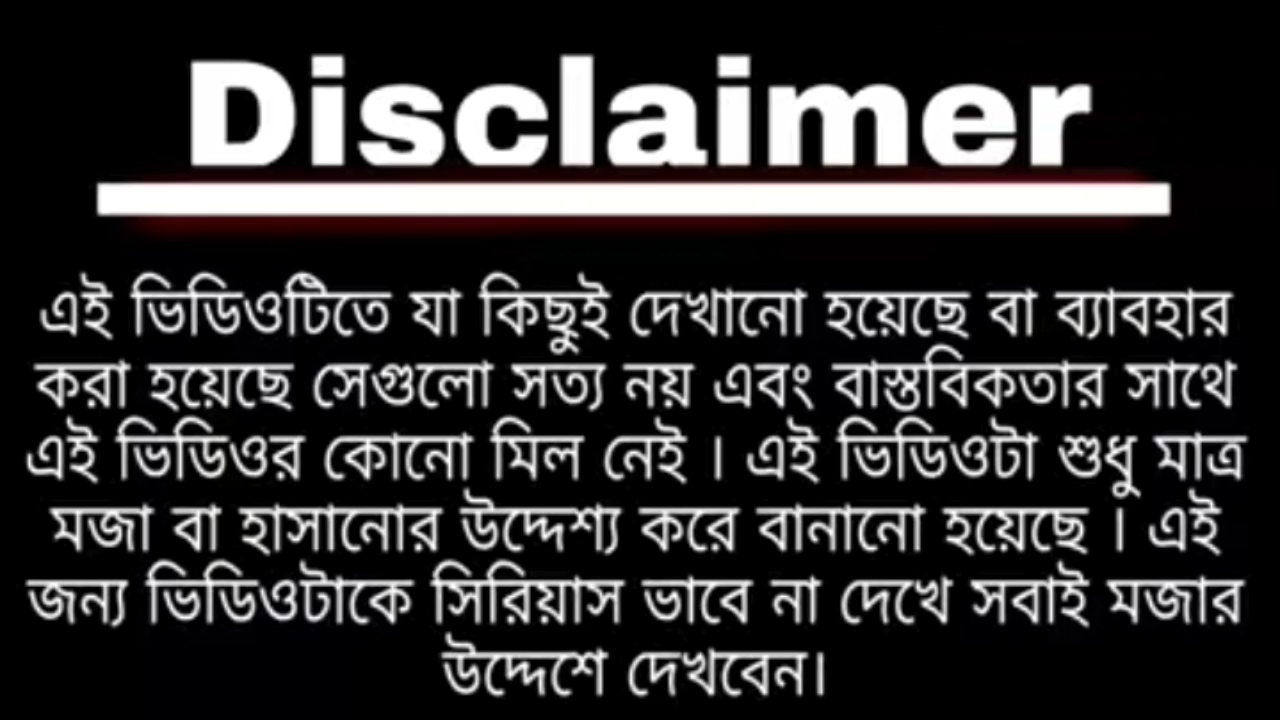 Disclaimer
এই ভিডিওটিতে যা কিছুই দেখানো হয়েছে বা ব্যাবহার
করা হয়েছে সেগুলো সত্য নয় এবং বাস্তবিকতার সাথে
এই ভিডিওর কোনো মিল নেই । এই ভিডিওটা শুধু মাত্র
মজা বা হাসানোর উদ্দেশ্য করে বানানো হয়েছে । এই
জন্য ভিডিওটাকে সিরিয়াস ভাবে না দেখে সবাই মজার
উদ্দেশে দেখবেন।